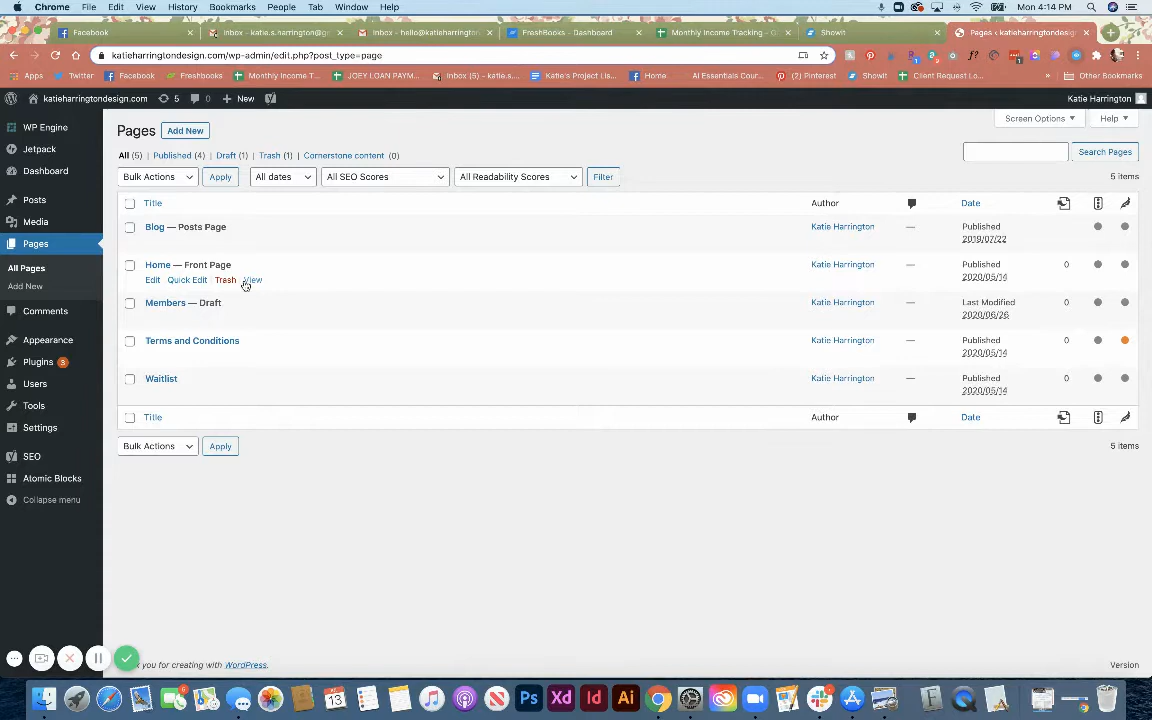 Chrome File Edit View History Bookmarks People Tab Window Help Mon 4:14 PM
Facebook × Inbox - katie.s.harrington@g × Inbox - hello@katieharrington × FreshBooks - Dashboard × Monthly Income Tracking - G × Showit × Pages ‹ katieharringtondesign ×
katieharringtondesign.com/wp-admin/edit.php?post_type=page
Apps Twitter Facebook Freshbooks Monthly Income T... JOEY LOAN PAYM... Inbox (5) - katie.s.... Katie's Project Lis... Home AI Essentials Cour... (2) Pinterest Showit Client Request Lo... » Other Bookmarks
katieharringtondesign.com 5 0 New Katie Harrington
WP Engine
Jetpack
Dashboard
Posts
Media
Pages
All Pages
Add New
Comments
Appearance
Plugins 3
Users
Tools
Settings
SEO
Atomic Blocks
Collapse menu
Screen Options Help
Pages Add New
All (5) | Published (4) | Draft (1) | Trash (1) | Cornerstone content (0)
Search Pages
Bulk Actions Apply All dates All SEO Scores All Readability Scores Filter 5 items
Title Author Date
Blog — Posts Page Katie Harrington — Published
2019/07/22
Home — Front Page Katie Harrington — Published 0
2020/05/14
Edit Quick Edit Trash View
Members — Draft Katie Harrington — Last Modified 0
2020/06/26
Terms and Conditions Katie Harrington — Published 0
2020/05/14
Waitlist Katie Harrington — Published 0
2020/05/14
Title Author Date
Bulk Actions Apply 5 items
you for creating with WordPress. Version
13 Ps Xd Id Ai